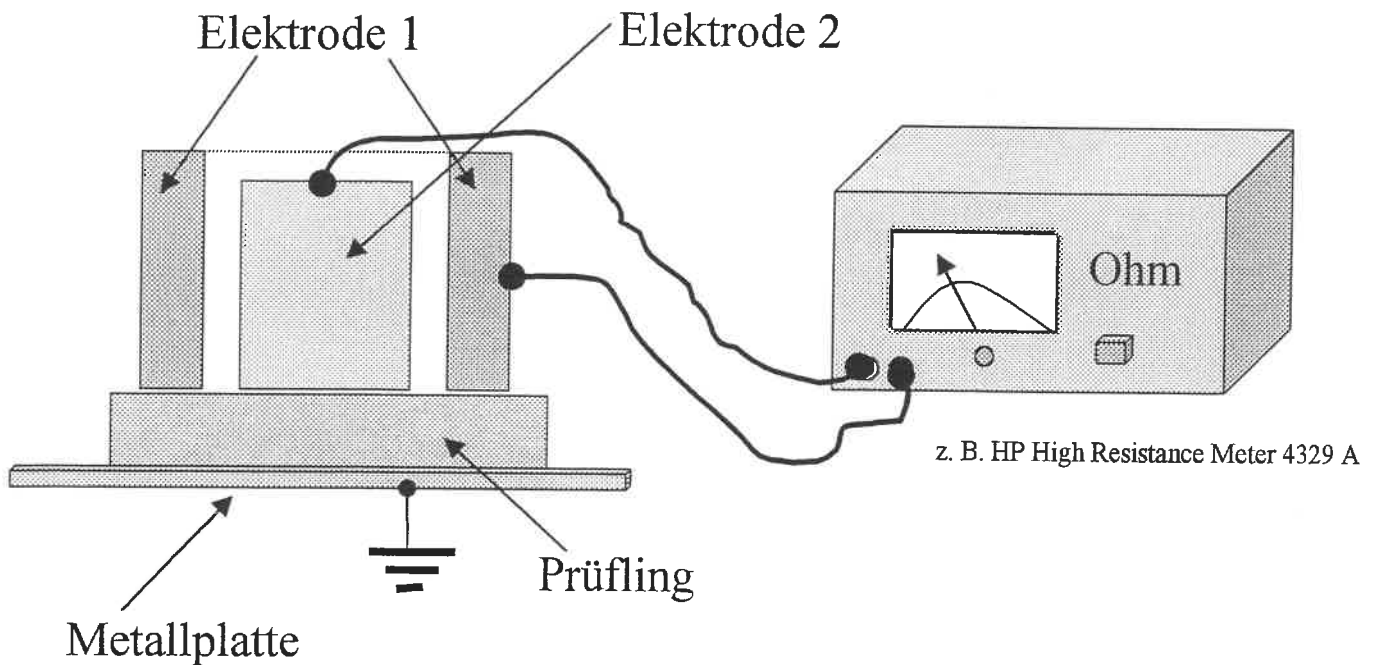 Elektrode 1
Elektrode 2
Ohm
z. B. HP High Resistance Meter 4329 A
Prüfling
Metallplatte